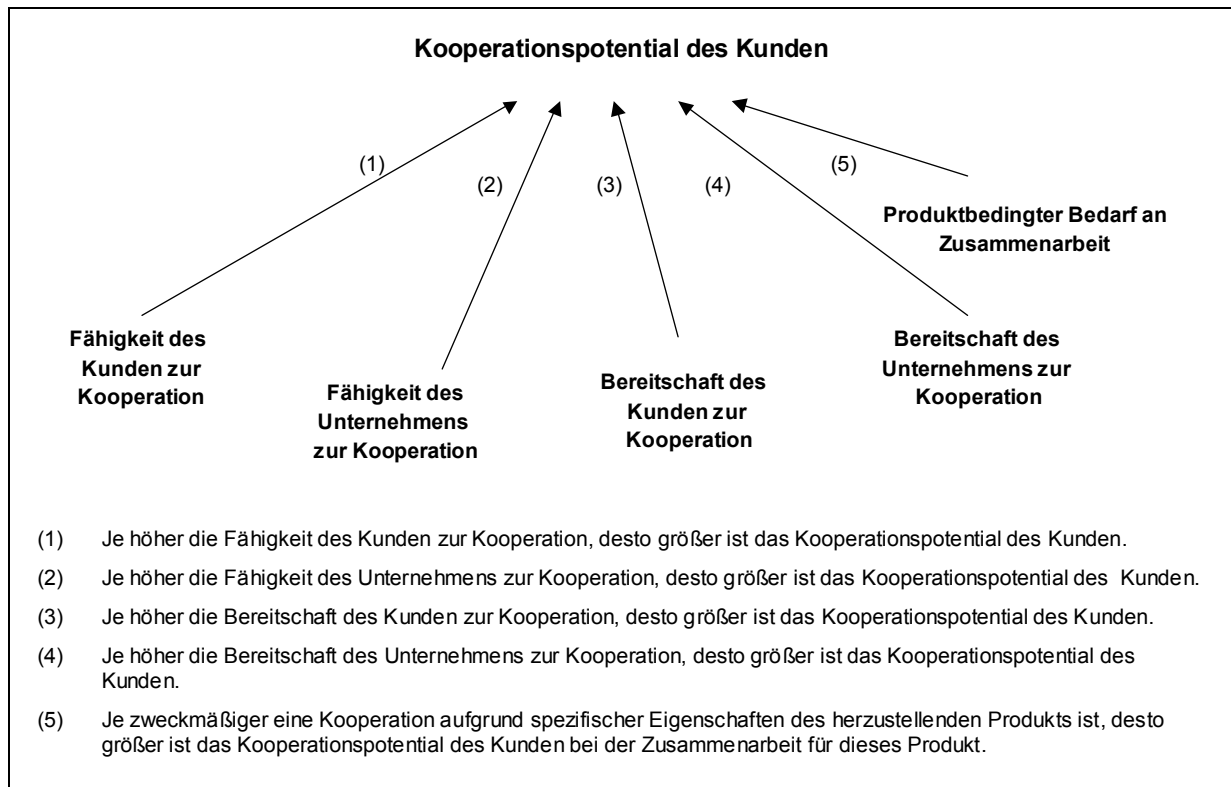 Kooperationspotential des Kunden
(1)
(2)
(3)
(4)
(5)
Produktbedingter Bedarf an
Zusammenarbeit
Fähigkeit des
Kunden zur
Kooperation
Fähigkeit des
Unternehmens
zur Kooperation
Bereitschaft des
Kunden zur
Kooperation
Bereitschaft des
Unternehmens zur
Kooperation
(1) Je höher die Fähigkeit des Kunden zur Kooperation, desto größer ist das Kooperationspotential des Kunden.
(2) Je höher die Fähigkeit des Unternehmens zur Kooperation, desto größer ist das Kooperationspotential des Kunden.
(3) Je höher die Bereitschaft des Kunden zur Kooperation, desto größer ist das Kooperationspotential des Kunden.
(4) Je höher die Bereitschaft des Unternehmens zur Kooperation, desto größer ist das Kooperationspotential des
Kunden.
(5) Je zweckmäßiger eine Kooperation aufgrund spezifischer Eigenschaften des herzustellenden Produkts ist, desto
größer ist das Kooperationspotential des Kunden bei der Zusammenarbeit für dieses Produkt.